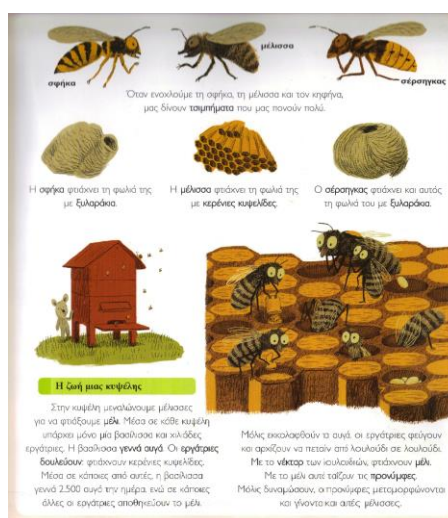 σφήκα
μέλισσα
σέρσηγκας
Όταν ενοχλούμε τη σφήκα, τη μέλισσα και τον κηφήνα,
μας δίνουν τσιμπήματα που μας πονούν πολύ.
Η σφήκα φτιάχνει τη φωλιά της
με ξυλαράκια.
Η μέλισσα φτιάχνει τη φωλιά της
με κερένιες κυψελίδες.
Ο σέρσηγκας φτιάχνει και αυτός
τη φωλιά του με ξυλαράκια.
Η ζωή μιας κυψέλης
Στην κυψέλη μεγαλώνουμε μέλισσες
για να φτιάξουμε μέλι. Μέσα σε κάθε κυψέλη
υπάρχει μόνο μία βασίλισσα και χιλιάδες
εργάτριες. Η βασίλισσα γεννά αυγά. Οι εργάτριες
δουλεύουν: φτιάχνουν κερένιες κυψελίδες.
Μέσα σε κάποιες από αυτές, η βασίλισσα
γεννά 2.500 αυγά την ημέρα, ενώ σε κάποιες
άλλες οι εργάτριες αποθηκεύουν το μέλι.
Μόλις εκκολαφθούν τα αυγά, οι εργάτριες φεύγουν
και αρχίζουν να πετούν από λουλούδι σε λουλούδι.
Με το νέκταρ των λουλουδιών, φτιάχνουν μέλι.
Με το μέλι αυτό ταΐζουν τις προνύμφες.
Μόλις δυναμώσουν, οι προνύμφες μεταμορφώνονται
και γίνονται και αυτές μέλισσες.